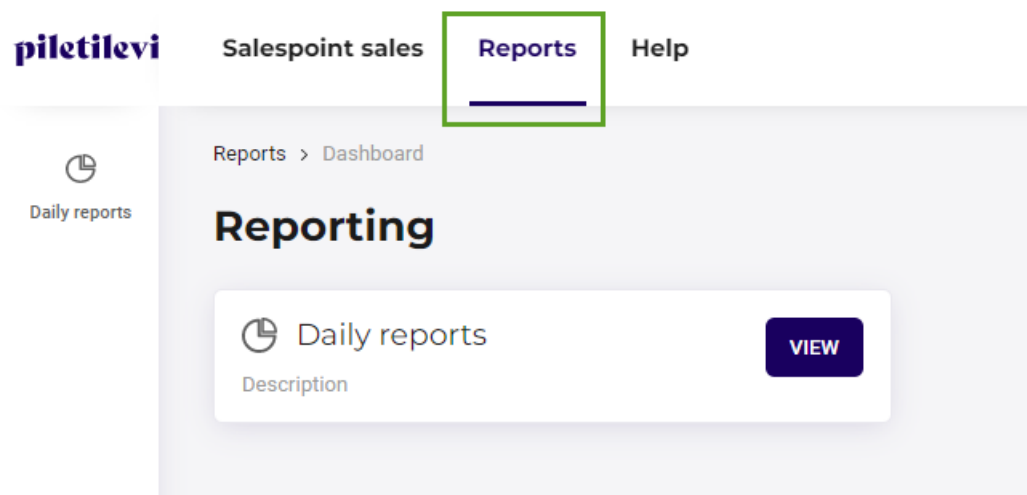 piletilevi
Salespoint sales Reports Help
Daily reports
Reports > Dashboard
Reporting
Daily reports
Description
VIEW